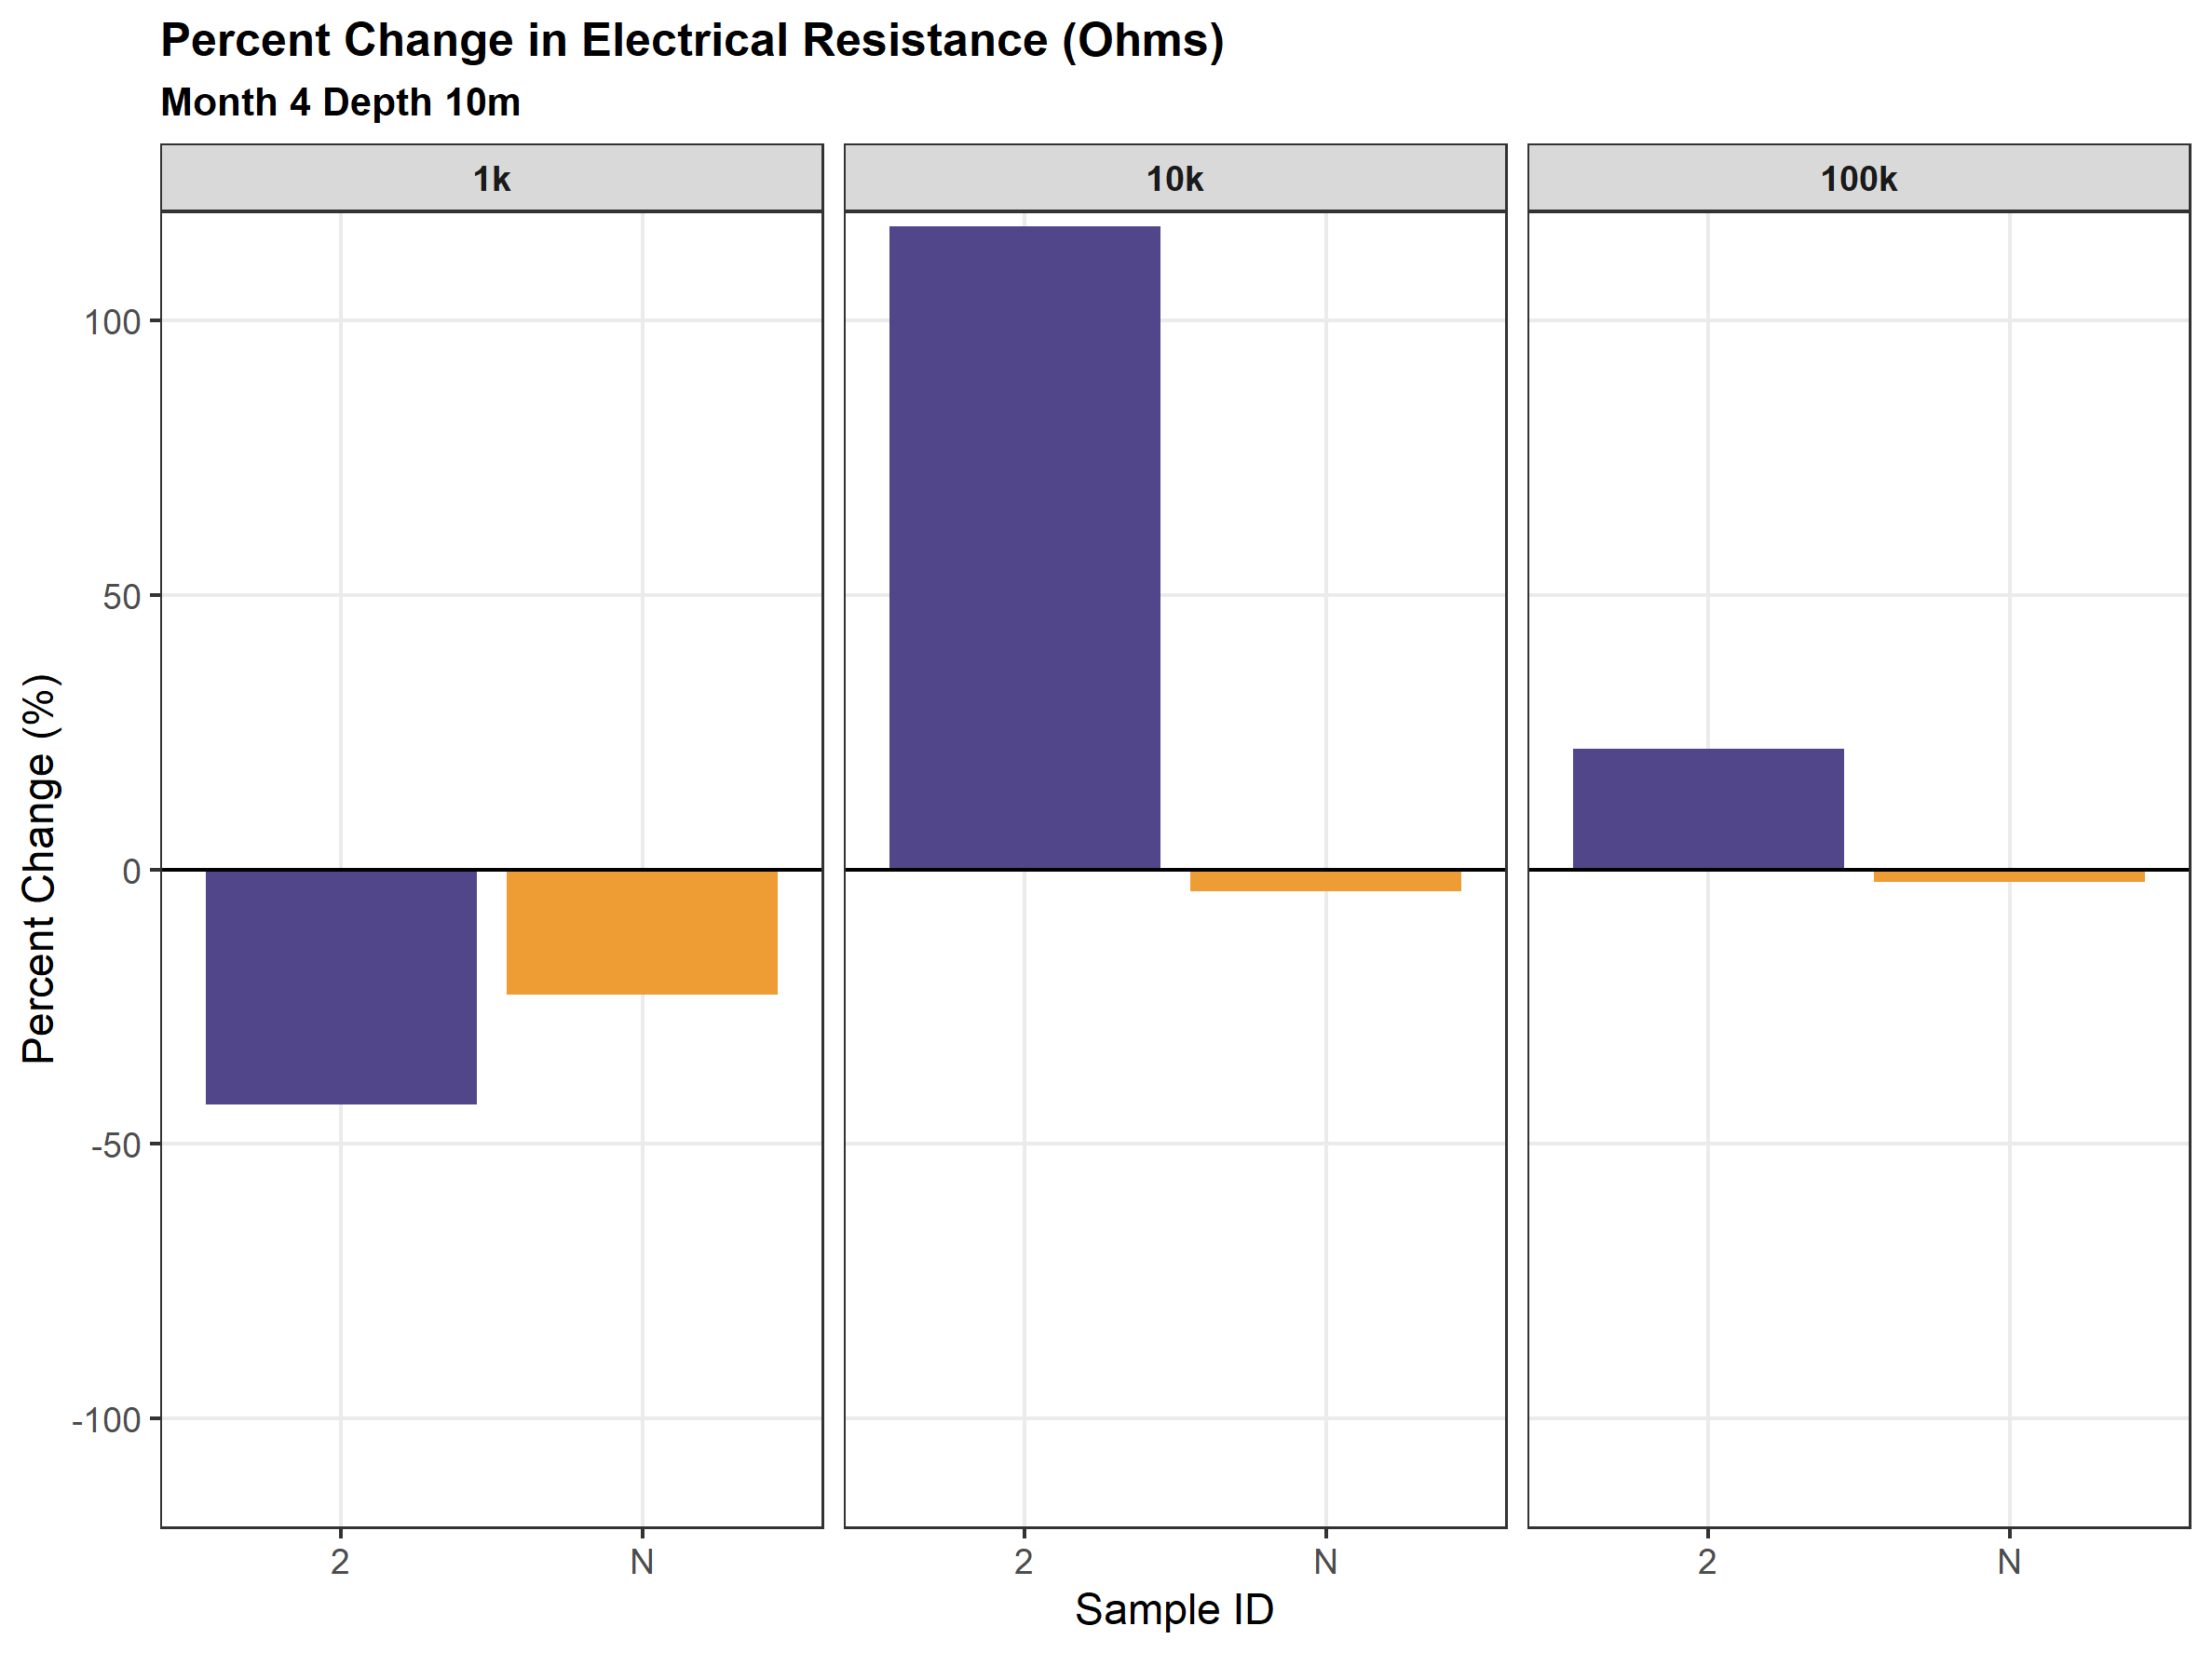 Percent Change in Electrical Resistance (Ohms)
Month 4 Depth 10m
1k
10k
100k
Percent Change (%)
100
50
0
-50
-100
2
N
2
N
2
N
Sample ID